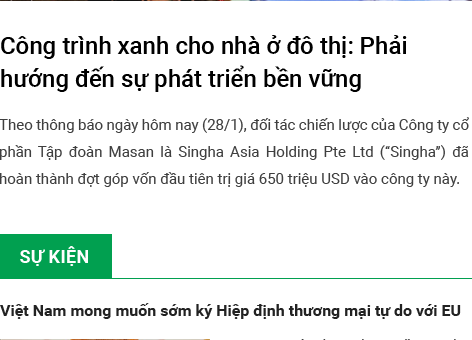 Công trình xanh cho nhà ở đô thị: Phải
hướng đến sự phát triển bền vững
Theo thông báo ngày hôm nay (28/1), đối tác chiến lược của Công ty cổ
phần Tập đoàn Masan là Singha Asia Holding Pte Ltd (“Singha”) đã
hoàn thành đợt góp vốn đầu tiên trị giá 650 triệu USD vào công ty này.
SỰ KIỆN
Việt Nam mong muốn sớm ký Hiệp định thương mại tự do với EU